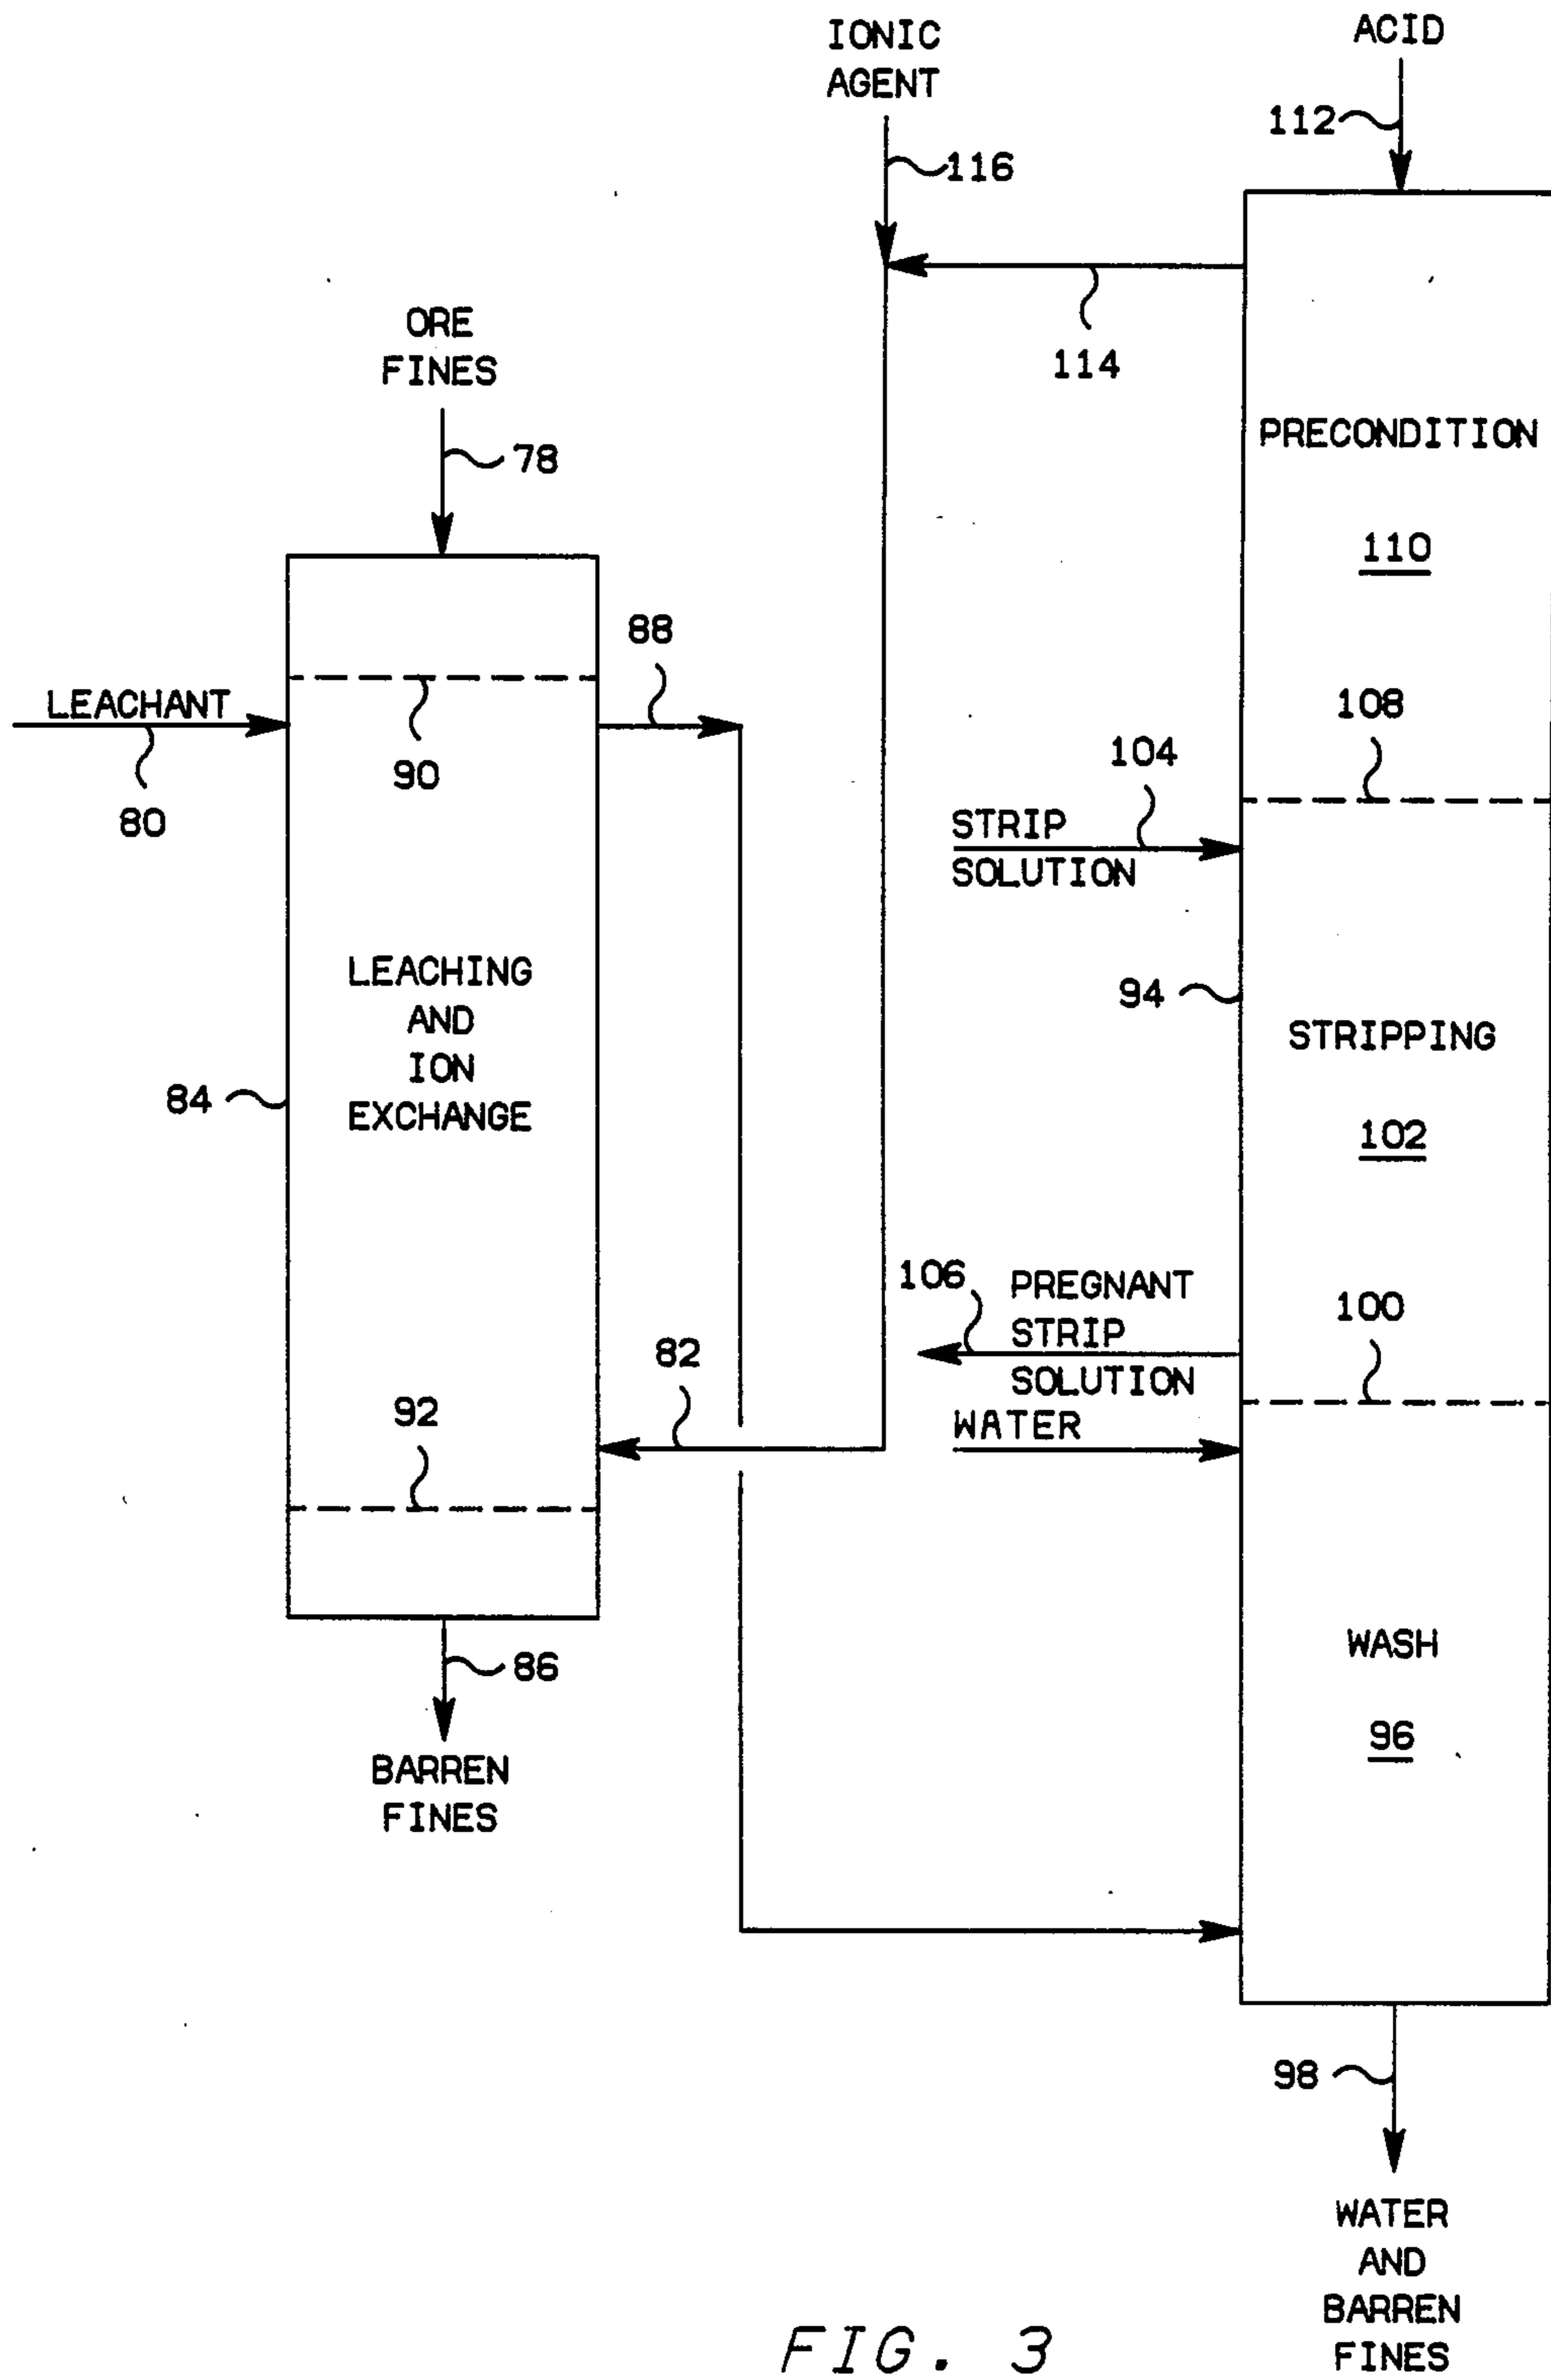 IONIC
AGENT
ACID
112
116
114
ORE
FINES
78
PRECONDITION
110
88
LEACHANT
80
90
108
104
STRIP
SOLUTION
94
LEACHING
AND
ION
EXCHANGE
84
STRIPPING
102
106
PREGNANT
STRIP
SOLUTION
100
82
WATER
92
86
BARREN
FINES
WASH
96
98
WATER
AND
BARREN
FINES
FIG. 3